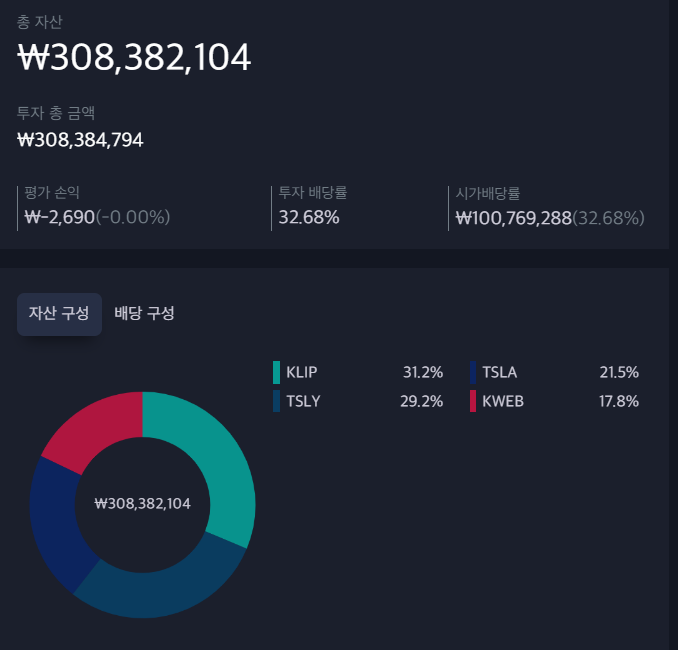 총 자산
₩308,382,104
투자 총 금액
₩308,384,794
평가 손익 투자 배당률 시가배당률
₩-2,690(-0.00%) 32.68% ₩100,769,288(32.68%)
자산 구성 배당 구성
KLIP 31.2% TSLA 21.5%
TSLY 29.2% KWEB 17.8%
₩308,382,104